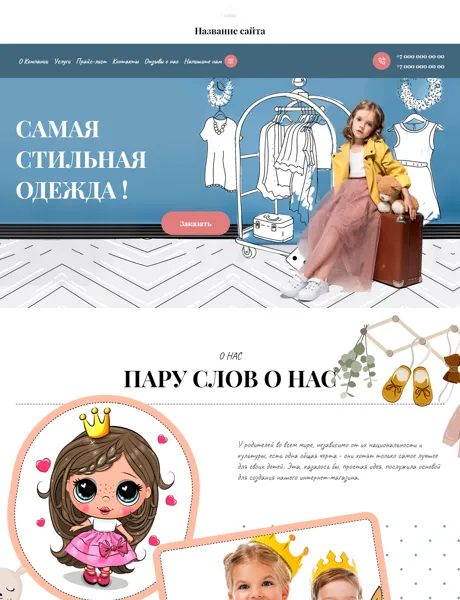 Название сайта
О Компании Услуги Прайс-лист Контакты Отзывы о нас Напишите нам
+7 000 000 00 00
+7 000 000 00 00
САМАЯ
СТИЛЬНАЯ
ОДЕЖДА !
Заказать
О НАС
ПАРУ СЛОВ О НАС
У родителей во всем мире, независимо от их национальности и
культуры, есть одна общая черта - они хотят только самое лучшее
для своих детей. Эта, казалось бы, простая идея, послужила основой
для создания нашего интернет-магазина.